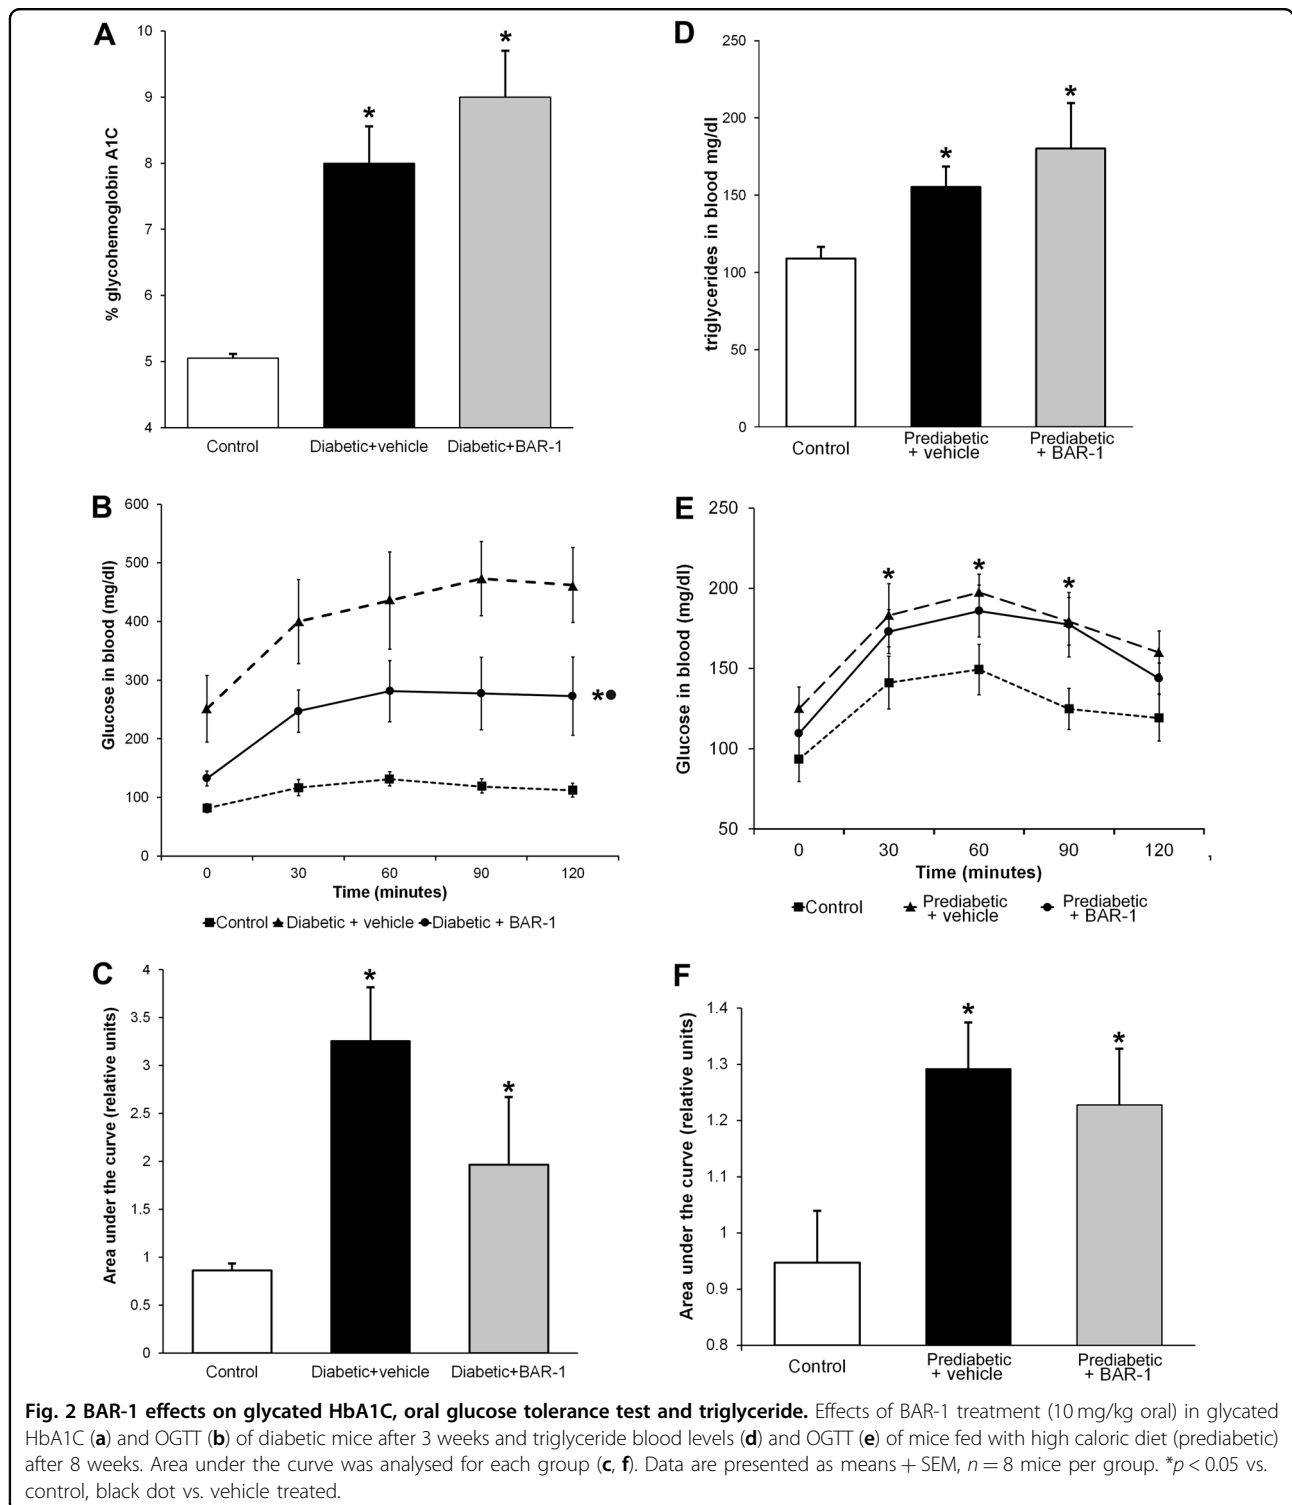 A
10
9
8
7
6
5
4
% glycohemoglobin A1C
*
*
Control
Diabetic+vehicle
Diabetic+BAR-1
D
250
200
150
100
50
0
triglycerides in blood mg/dl
*
*
Control
Prediabetic
+ vehicle
Prediabetic
+ BAR-1
B
600
500
400
300
200
100
0
Glucose in blood (mg/dl)
*●
0 30 60 90 120
Time (minutes)
Control Diabetic + vehicle Diabetic + BAR-1
E
250
200
150
100
50
Glucose in blood (mg/dl)
* * *
0 30 60 90 120
Time (minutes)
Control
Prediabetic
+ vehicle
Prediabetic
+ BAR-1
C
4
3.5
3
2.5
2
1.5
1
0.5
0
Area under the curve (relative units)
*
*
Control
Diabetic+vehicle
Diabetic+BAR-1
F
1.4
1.3
1.2
1.1
1
0.9
0.8
Area under the curve (relative units)
*
*
Control
Prediabetic
+ vehicle
Prediabetic
+ BAR-1
Fig. 2 BAR-1 effects on glycated HbA1C, oral glucose tolerance test and triglyceride. Effects of BAR-1 treatment (10 mg/kg oral) in glycated
HbA1C (a) and OGTT (b) of diabetic mice after 3 weeks and triglyceride blood levels (d) and OGTT (e) of mice fed with high caloric diet (prediabetic)
after 8 weeks. Area under the curve was analysed for each group (c, f). Data are presented as means + SEM, n = 8 mice per group. *p < 0.05 vs.
control, black dot vs. vehicle treated.